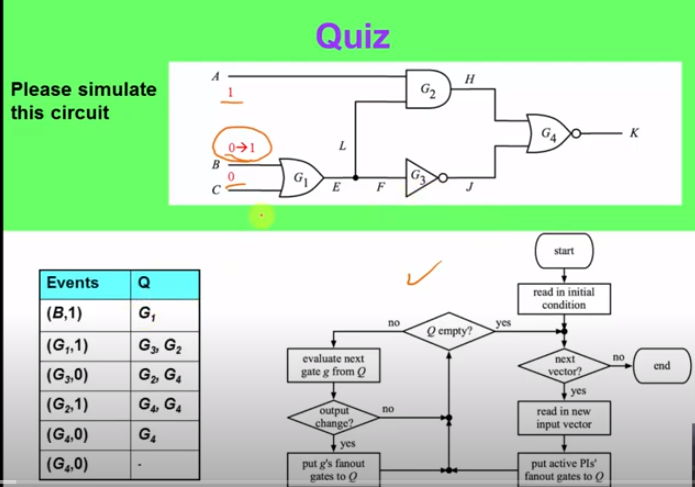 Quiz
Please simulate
this circuit
A
1
G2
H
0→1
B
0
C
G1
E
L
F
G3
J
G4
K
Events Q
(B,1) G1
(G1,1) G3, G2
(G3,0) G2, G4
(G2,1) G4, G4
(G4,0) G4
(G4,0) -
start
read in initial
condition
no
Q empty?
yes
evaluate next
gate g from Q
next
vector?
no
end
output
change?
no
yes
read in new
input vector
yes
put g's fanout
gates to Q
put active PIs'
fanout gates to Q